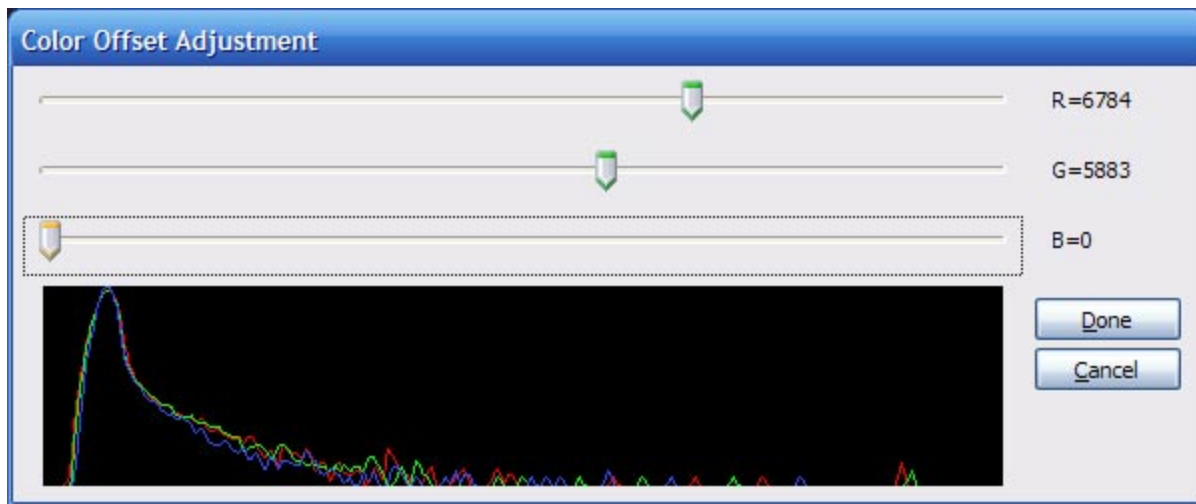 Color Offset Adjustment
R=6784
G=5883
B=0
Done
Cancel